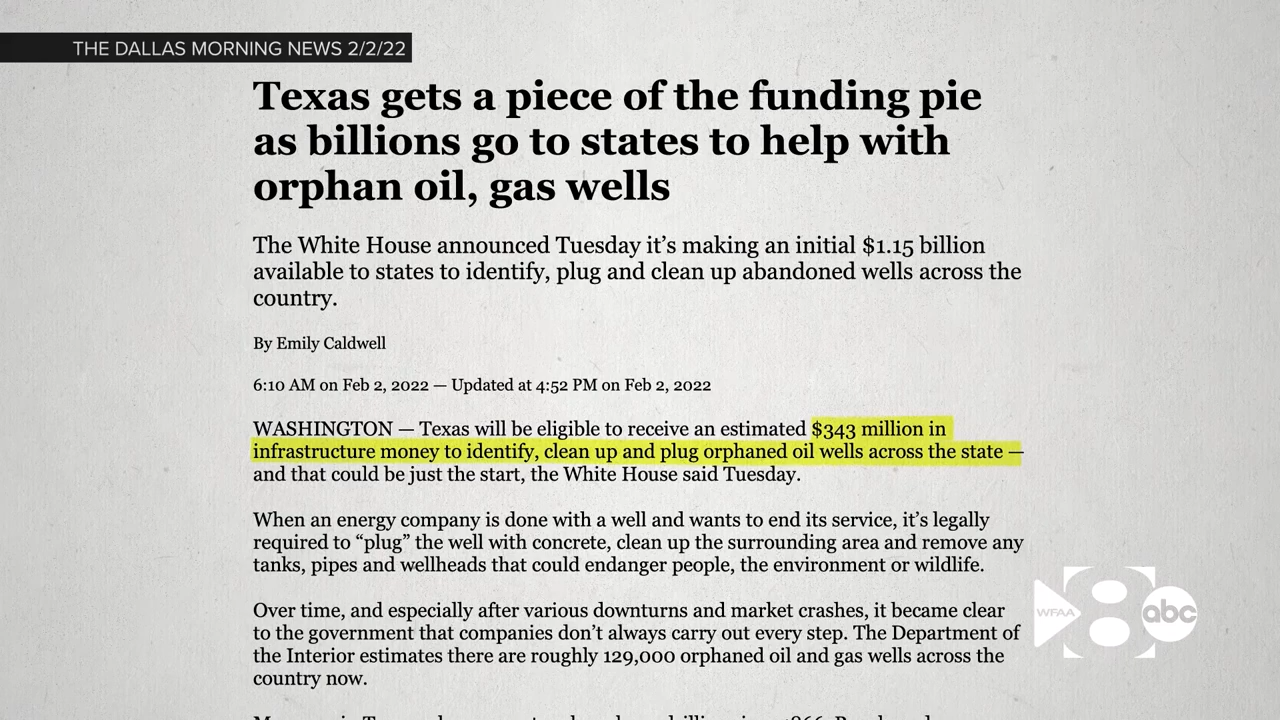 THE DALLAS MORNING NEWS 2/2/22
Texas gets a piece of the funding pie
as billions go to states to help with
orphan oil, gas wells
The White House announced Tuesday it’s making an initial $1.15 billion
available to states to identify, plug and clean up abandoned wells across the
country.
By Emily Caldwell
6:10 AM on Feb 2, 2022 — Updated at 4:52 PM on Feb 2, 2022
WASHINGTON — Texas will be eligible to receive an estimated $343 million in
infrastructure money to identify, clean up and plug orphaned oil wells across the state —
and that could be just the start, the White House said Tuesday.
When an energy company is done with a well and wants to end its service, it’s legally
required to “plug” the well with concrete, clean up the surrounding area and remove any
tanks, pipes and wellheads that could endanger people, the environment or wildlife.
Over time, and especially after various downturns and market crashes, it became clear
to the government that companies don’t always carry out every step. The Department of
the Interior estimates there are roughly 129,000 orphaned oil and gas wells across the
country now.
WFAA 8 abc